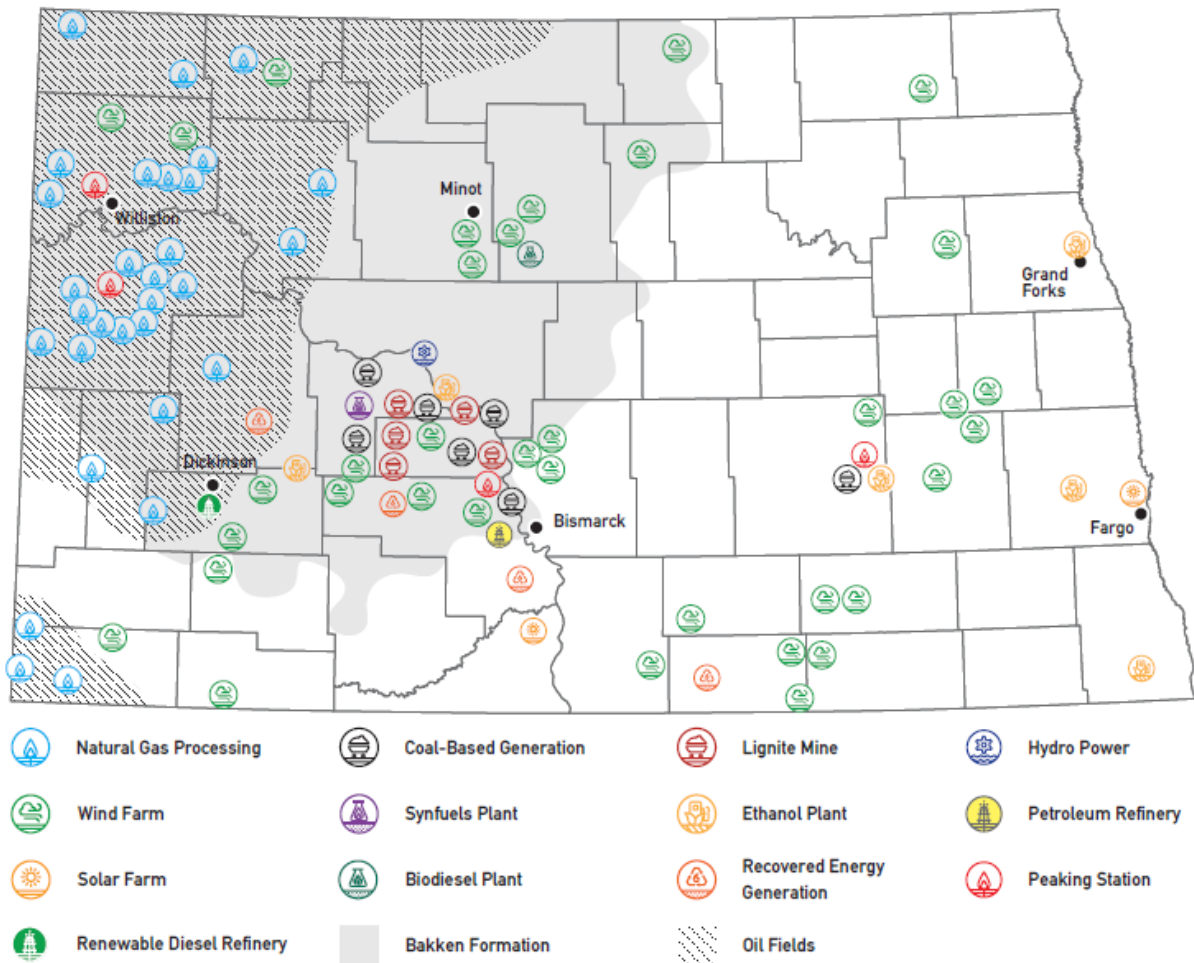 Minot
Williston
Grand
Forks
Dickinson
Bismarck
Fargo
Natural Gas Processing
Coal-Based Generation
Lignite Mine
Hydro Power
Wind Farm
Synfuels Plant
Ethanol Plant
Petroleum Refinery
Solar Farm
Biodiesel Plant
Recovered Energy
Generation
Peaking Station
Renewable Diesel Refinery
Bakken Formation
Oil Fields